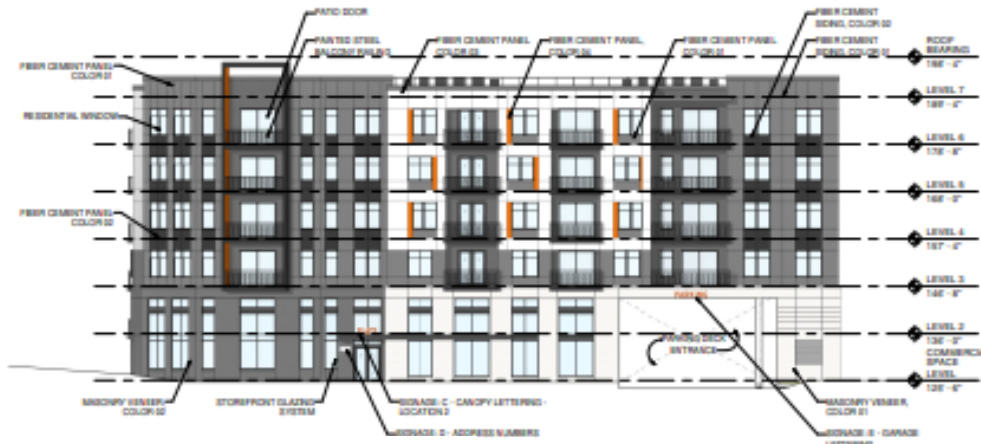 PATIO DOOR
PAINTED STEEL
BALCONY RAILING
FIBER CEMENT PANEL
COLOR 03
FIBER CEMENT PANEL,
COLOR 04
FIBER CEMENT PANEL
COLOR 01
FIBER CEMENT
SIDING, COLOR 02
FIBER CEMENT
SIDING, COLOR 01
ROOF
BEARING
FIBER CEMENT PANEL
COLOR 01
LEVEL 7
RESIDENTIAL WINDOW
LEVEL 6
LEVEL 5
FIBER CEMENT PANEL
COLOR 02
LEVEL 4
LEVEL 3
PARKING
LEVEL 2
PARKING DECK
ENTRANCE
COMMERCIAL
SPACE
LEVEL
MASONRY VENEER,
COLOR 02
STOREFRONT GLAZING
SYSTEM
SIGNAGE: C - CANOPY LETTERING -
LOCATION 2
MASONRY VENEER,
COLOR 01
SIGNAGE: D - ADDRESS NUMBERS
SIGNAGE: E - GARAGE
LETTERING